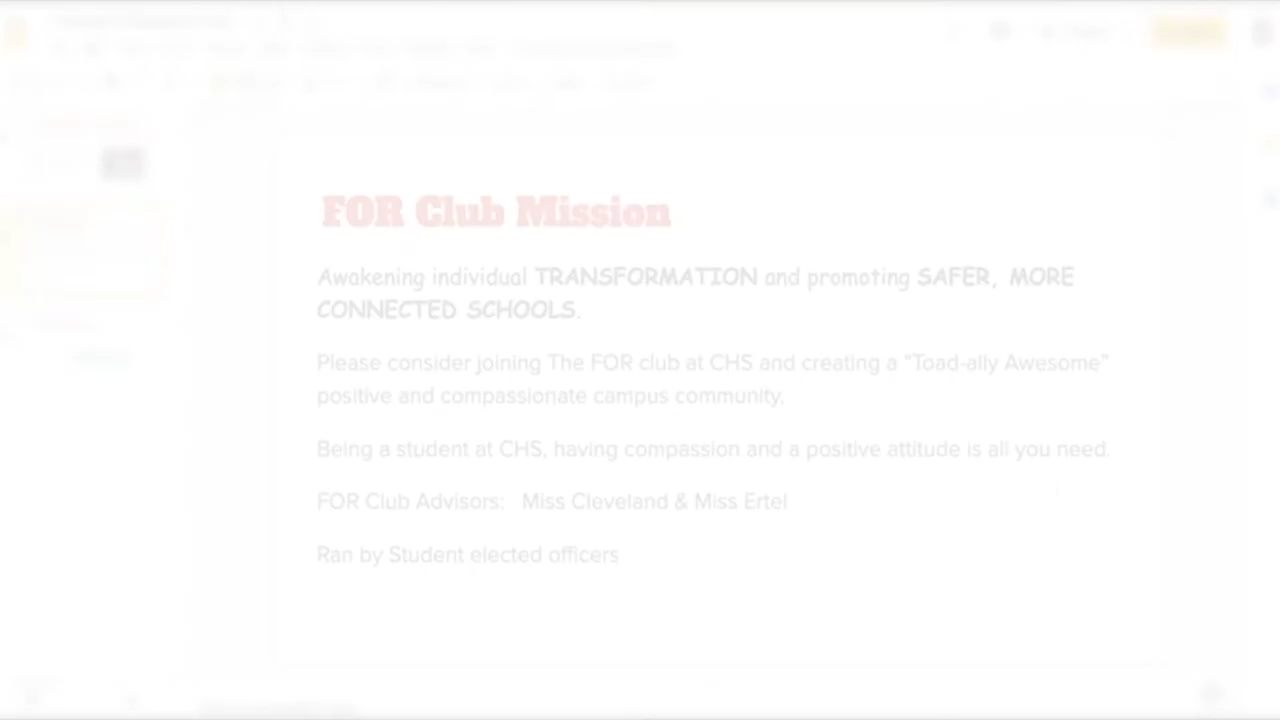 FOR Club Mission
Awakening individual TRANSFORMATION and promoting SAFER, MORE
CONNECTED SCHOOLS.
Please consider joining The FOR club at CHS and creating a “Toad-ally Awesome”
positive and compassionate campus community.
Being a student at CHS, having compassion and a positive attitude is all you need.
FOR Club Advisors: Miss Cleveland & Miss Ertel
Ran by Student elected officers